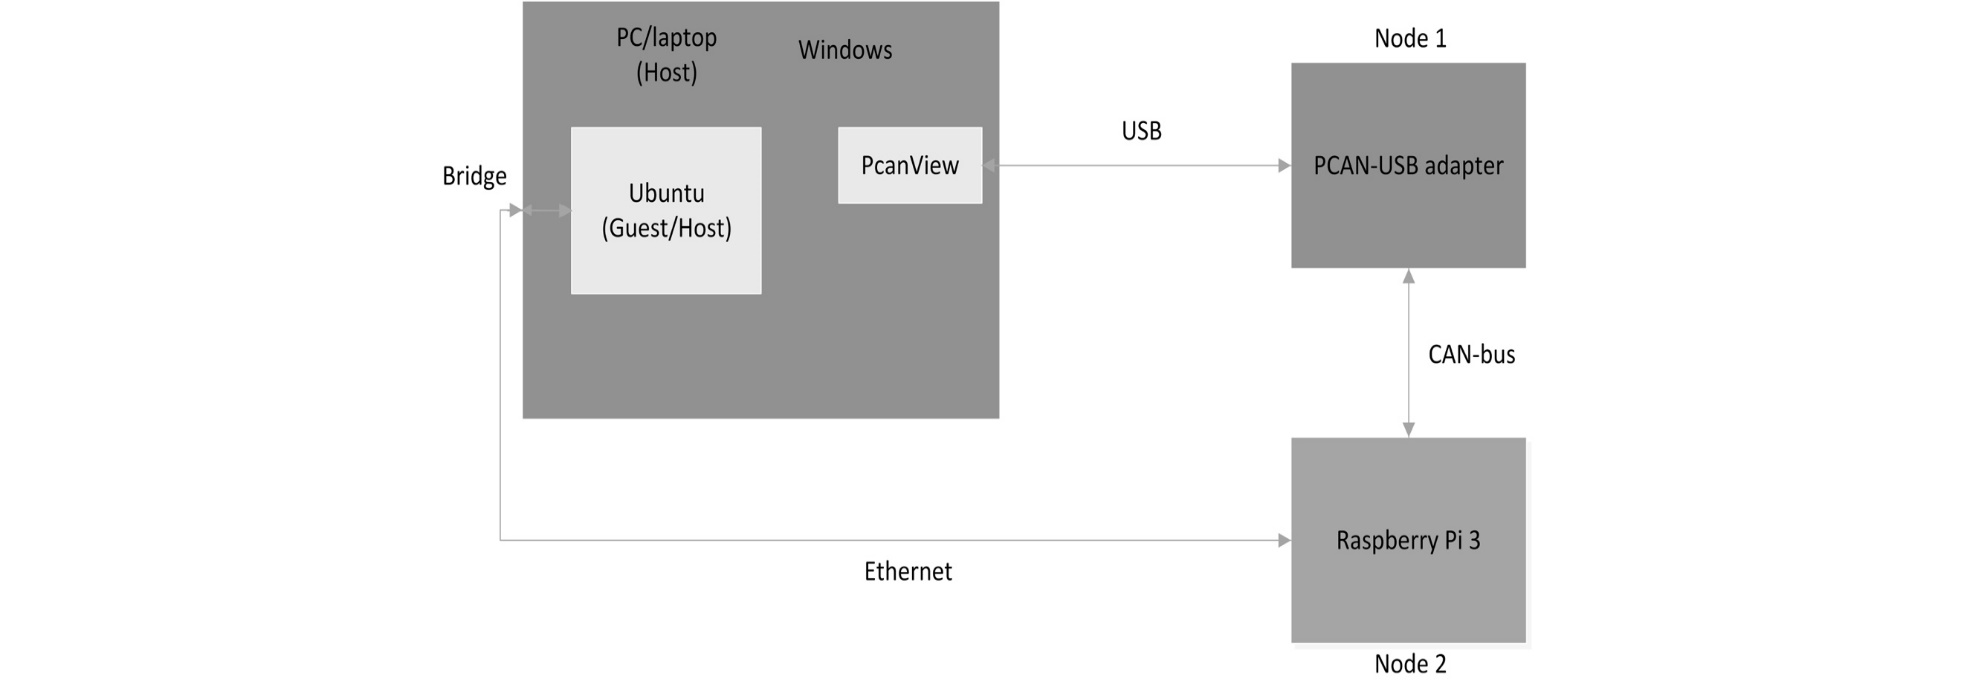 PC/laptop
(Host)
Windows
Node 1
Bridge
Ubuntu
(Guest/Host)
PcanView
USB
PCAN-USB adapter
CAN-bus
Raspberry Pi 3
Ethernet
Node 2